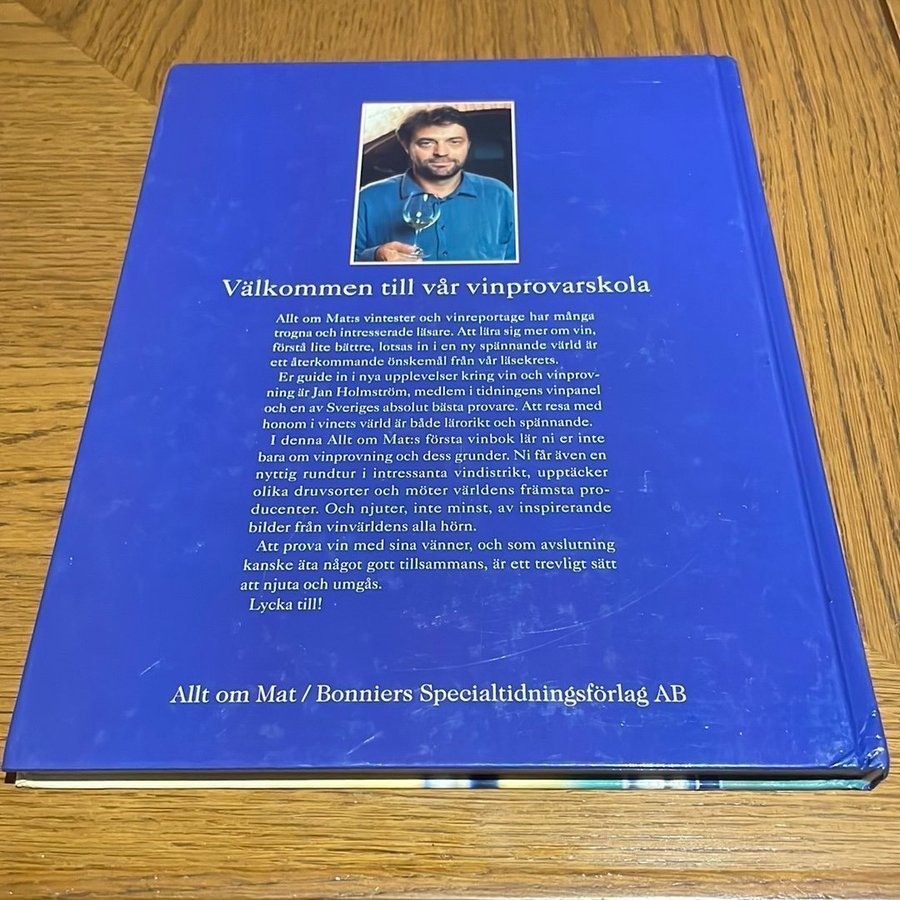 Välkommen till vår vinprovarskola
Allt om Mat:s vintester och vinreportage har många
trogna och intresserade läsare. Att lära sig mer om vin,
förstå lite bättre, lotsas in i en ny spännande värld är
ett återkommande önskemål från vår läsekrets.
Er guide in i nya upplevelser kring vin och vinprov-
ning är Jan Holmström, medlem i tidningens vinpanel
och en av Sveriges absolut bästa provare. Att resa med
honom i vinets värld är både lärorikt och spännande.
I denna Allt om Mat:s första vinbok lär ni er inte
bara om vinprovning och dess grunder. Ni får även en
nyttig rundtur i intressanta vindistrikt, upptäcker
olika druvsorter och möter världens främsta pro-
ducenter. Och njuter, inte minst, av inspirerande
bilder från vinvärldens alla hörn.
Att prova vin med sina vänner, och som avslutning
kanske äta något gott tillsammans, är ett trevligt sätt
att njuta och umgås.
Lycka till!
Allt om Mat / Bonniers Specialtidningsförlag AB